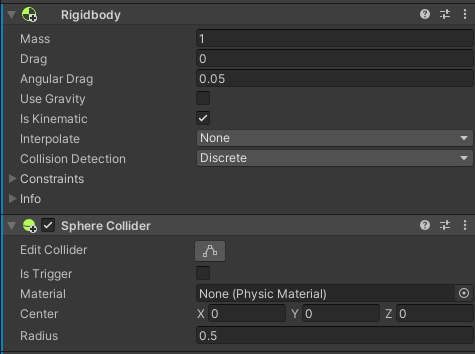 Rigidbody
Mass 1
Drag 0
Angular Drag 0.05
Use Gravity
Is Kinematic
Interpolate None
Collision Detection Discrete
Constraints
Info
Sphere Collider
Edit Collider
Is Trigger
Material None (Physic Material)
Center X 0 Y 0 Z 0
Radius 0.5